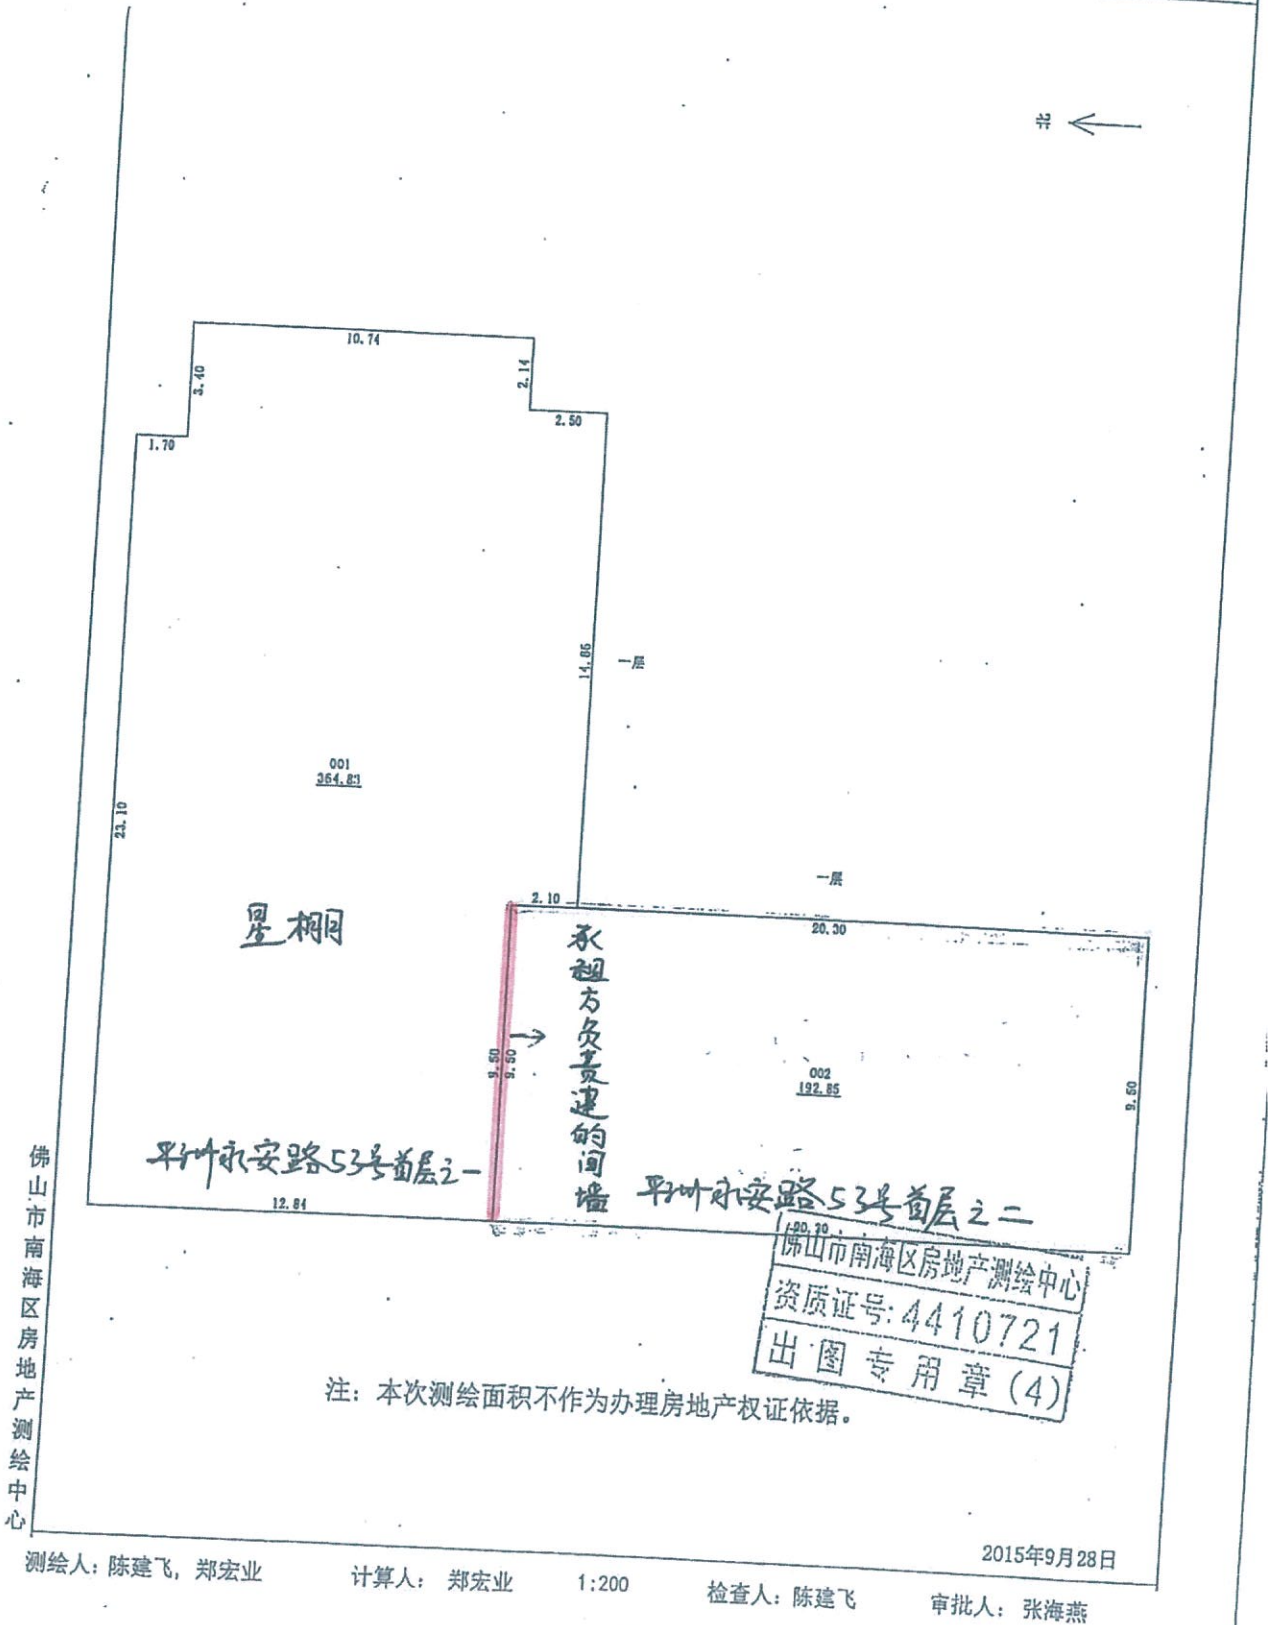 北
10.74
3.40
2.14
2.50
1.70
14.86
一层
001
364.83
23.10
一层
2.10
20.30
星棚
承租方负责建的间墙
9.50
9.50
002
192.85
9.50
平洲永安路53号首层之一
平洲永安路53号首层之二
12.84
20.30
佛山市南海区房地产测绘中心
资质证号:4410721
出图专用章(4)
注：本次测绘面积不作为办理房地产权证依据。
佛山市南海区房地产测绘中心
2015年9月28日
测绘人：陈建飞，郑宏业 计算人： 郑宏业 1:200 检查人：陈建飞 审批人： 张海燕